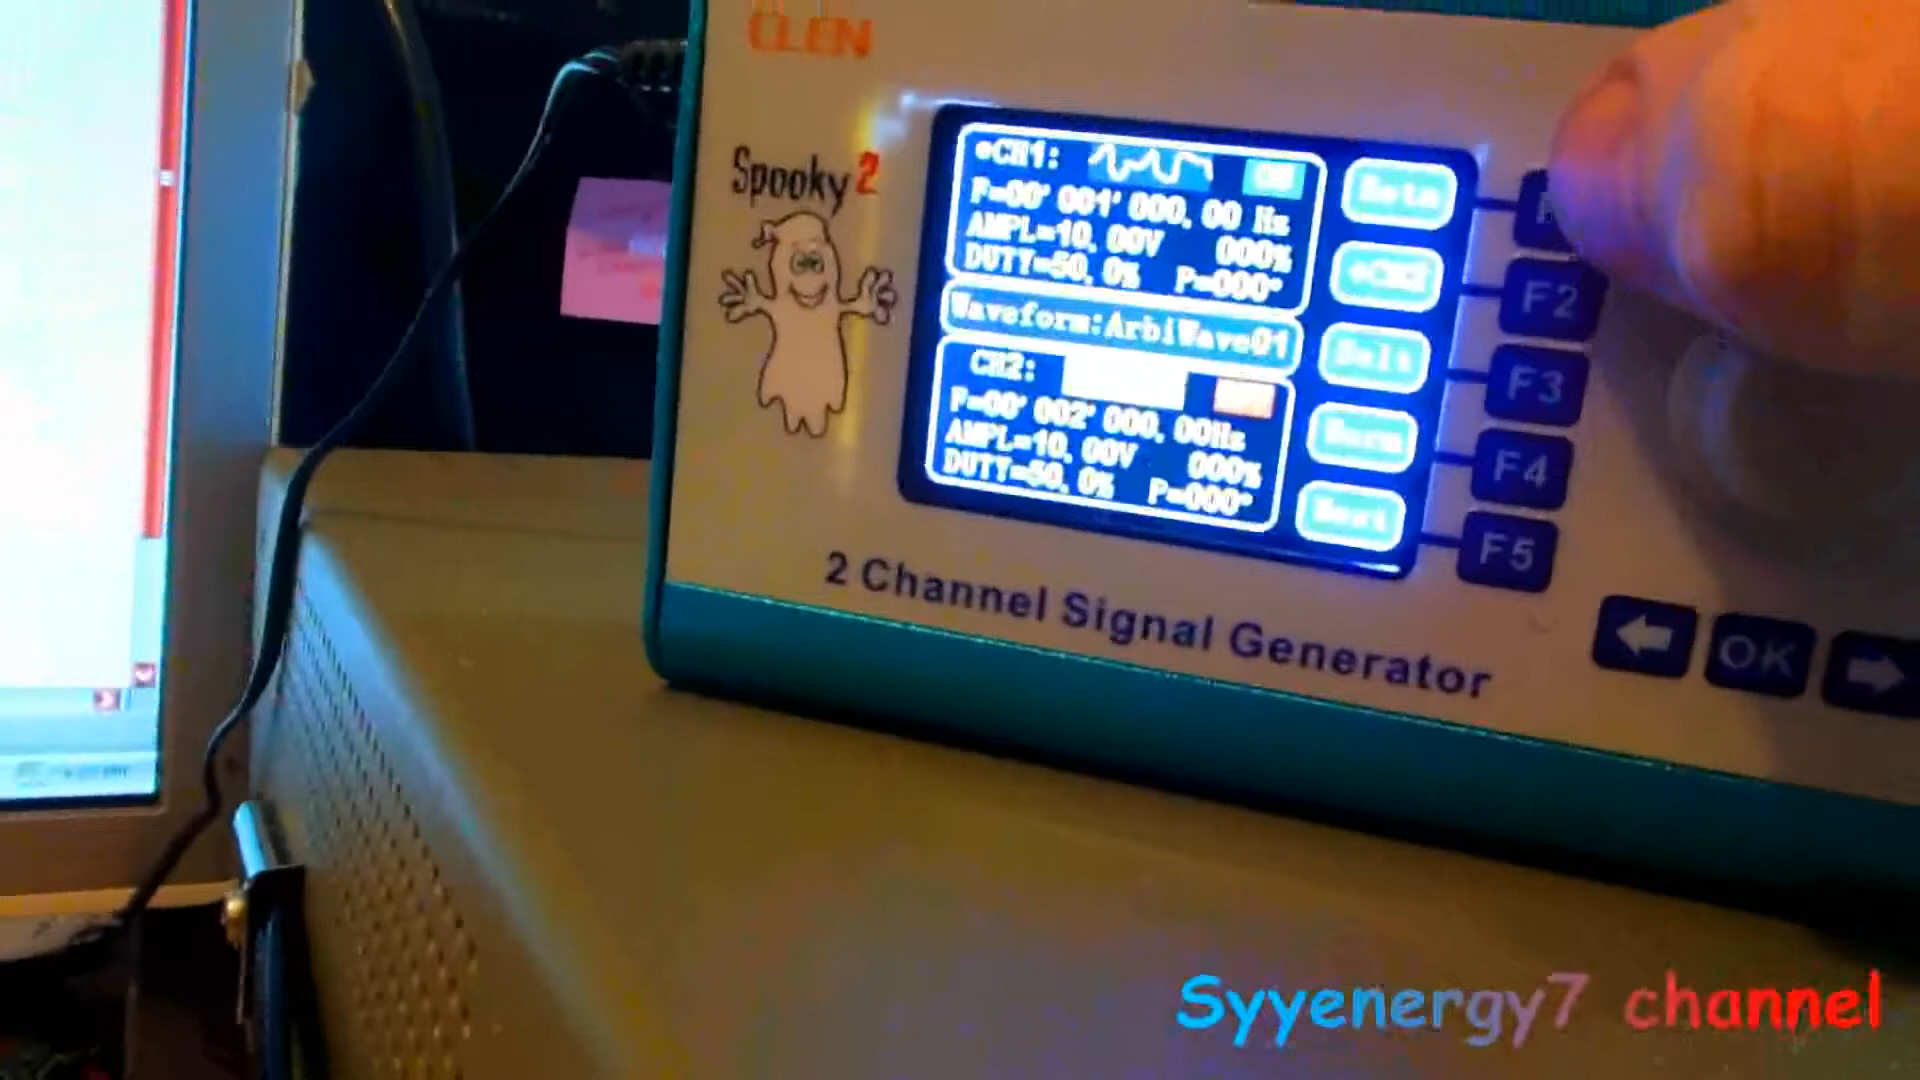 Spooky2
CH1:
F=00'001'000.00 Hz
AMPL=10.00V 000%
DUTY=50.0% P=000°
Waveform:ArbiWave01
CH2:
F=00'002'000.00Hz
AMPL=10.00V 000%
DUTY=50.0% P=000°
Next
F2
F3
F4
F5
OK
2 Channel Signal Generator
Syyenergy7 channel